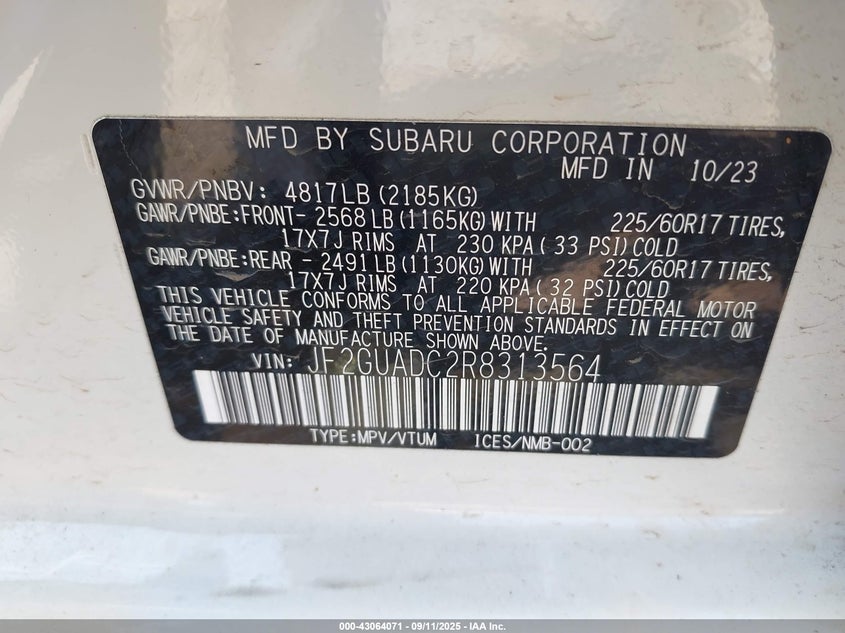 MFD BY SUBARU CORPORATION
MFD IN 10/23
GVWR/PNBV: 4817LB (2185KG)
GAWR/PNBE:FRONT- 2568 LB (1165KG) WITH 225/60R17 TIRES,
17X7J RIMS AT 230 KPA ( 33 PSI) COLD
GAWR/PNBE:REAR - 2491 LB (1130KG) WITH 225/60R17 TIRES,
17X7J RIMS AT 220 KPA ( 32 PSI) COLD
THIS VEHICLE CONFORMS TO ALL APPLICABLE FEDERAL MOTOR
VEHICLE SAFETY AND THEFT PREVENTION STANDARDS IN EFFECT ON
THE DATE OF MANUFACTURE SHOWN ABOVE.
VIN: JF2GUADC2R8313564
TYPE:MPV/VTUM ICES/NMB-002
000-43064071 - 09/11/2025 - IAA Inc.